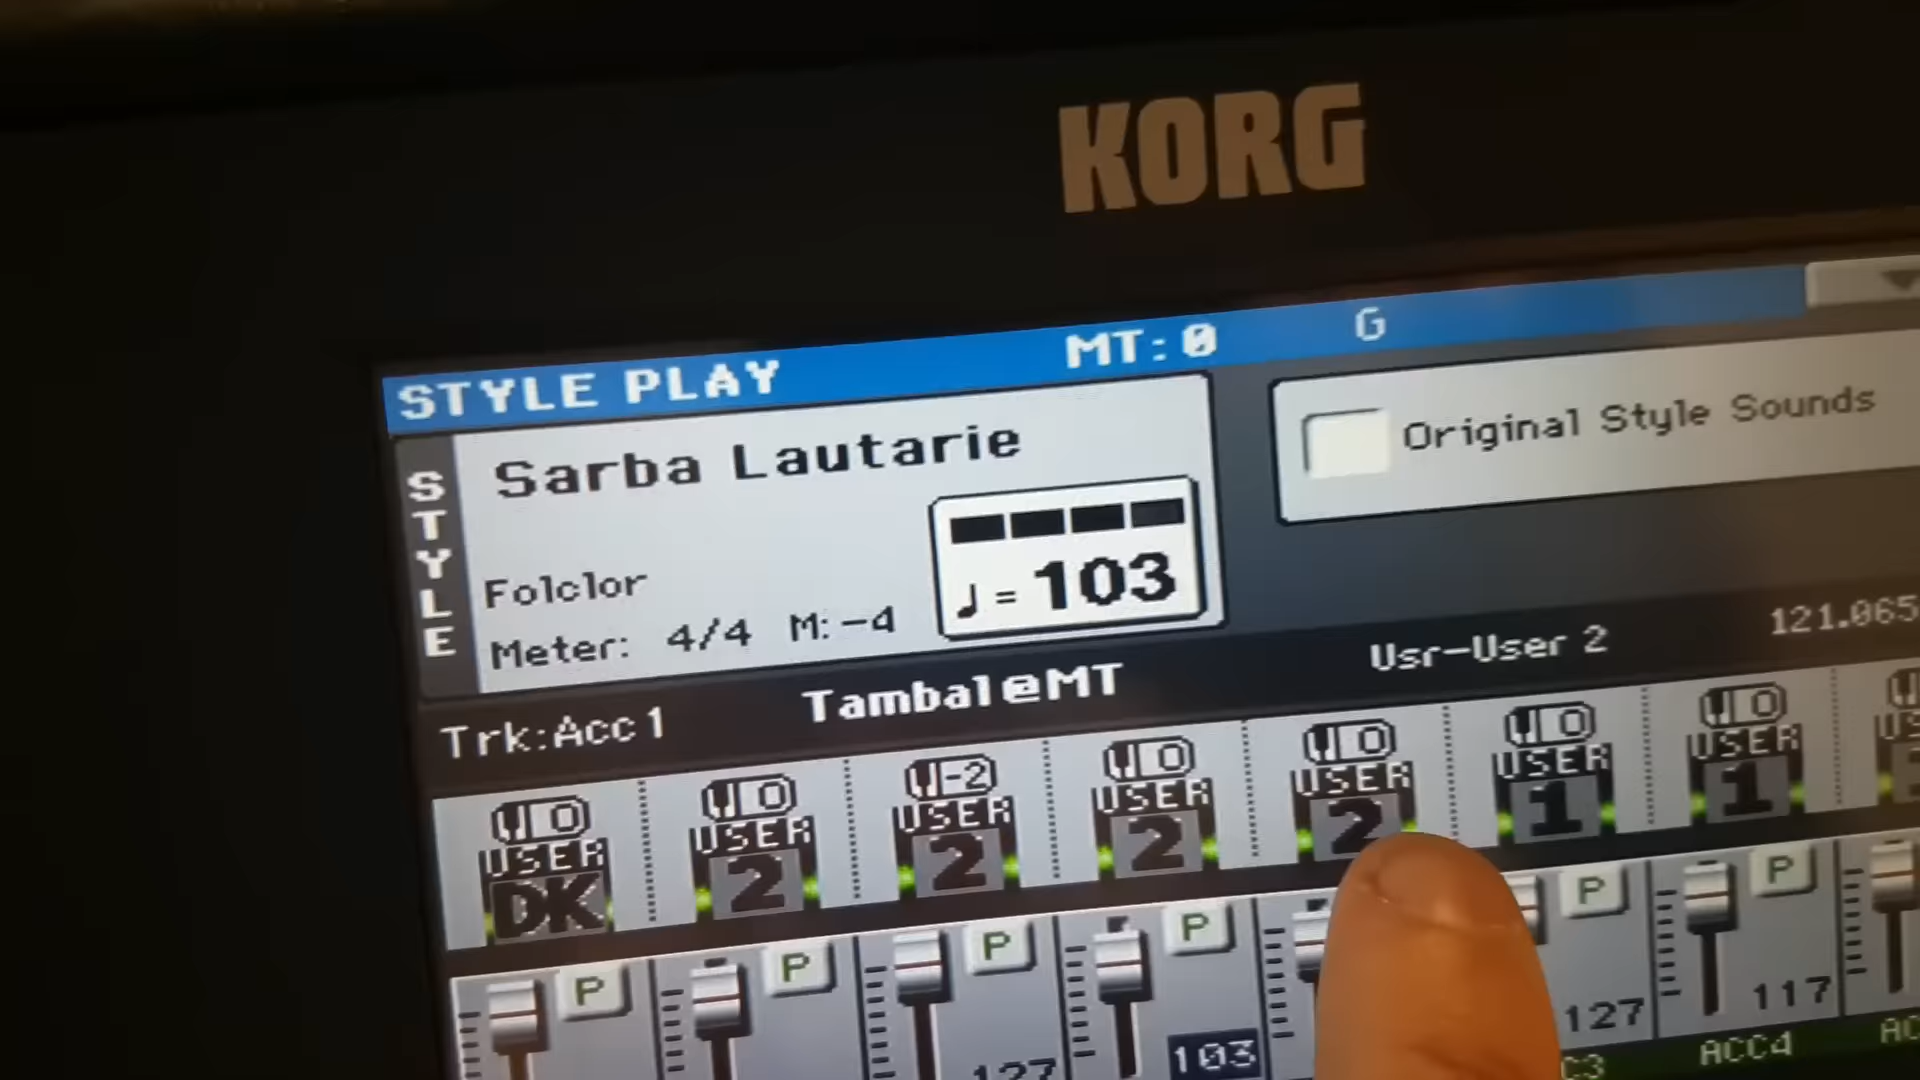 KORG
STYLE PLAY MT: 0 G
STYLE
Sarba Lautarie
Original Style Sounds
Folclor
♩ = 103
Meter: 4/4 M: -4
Trk:Acc1 Tambal@MT Usr-User 2 121.065
0 0 -2 0 0 0 0
USER USER USER USER USER USER USER
DK 2 2 2 2 1 1
P P P P P P
127 103 127 117
ACC4